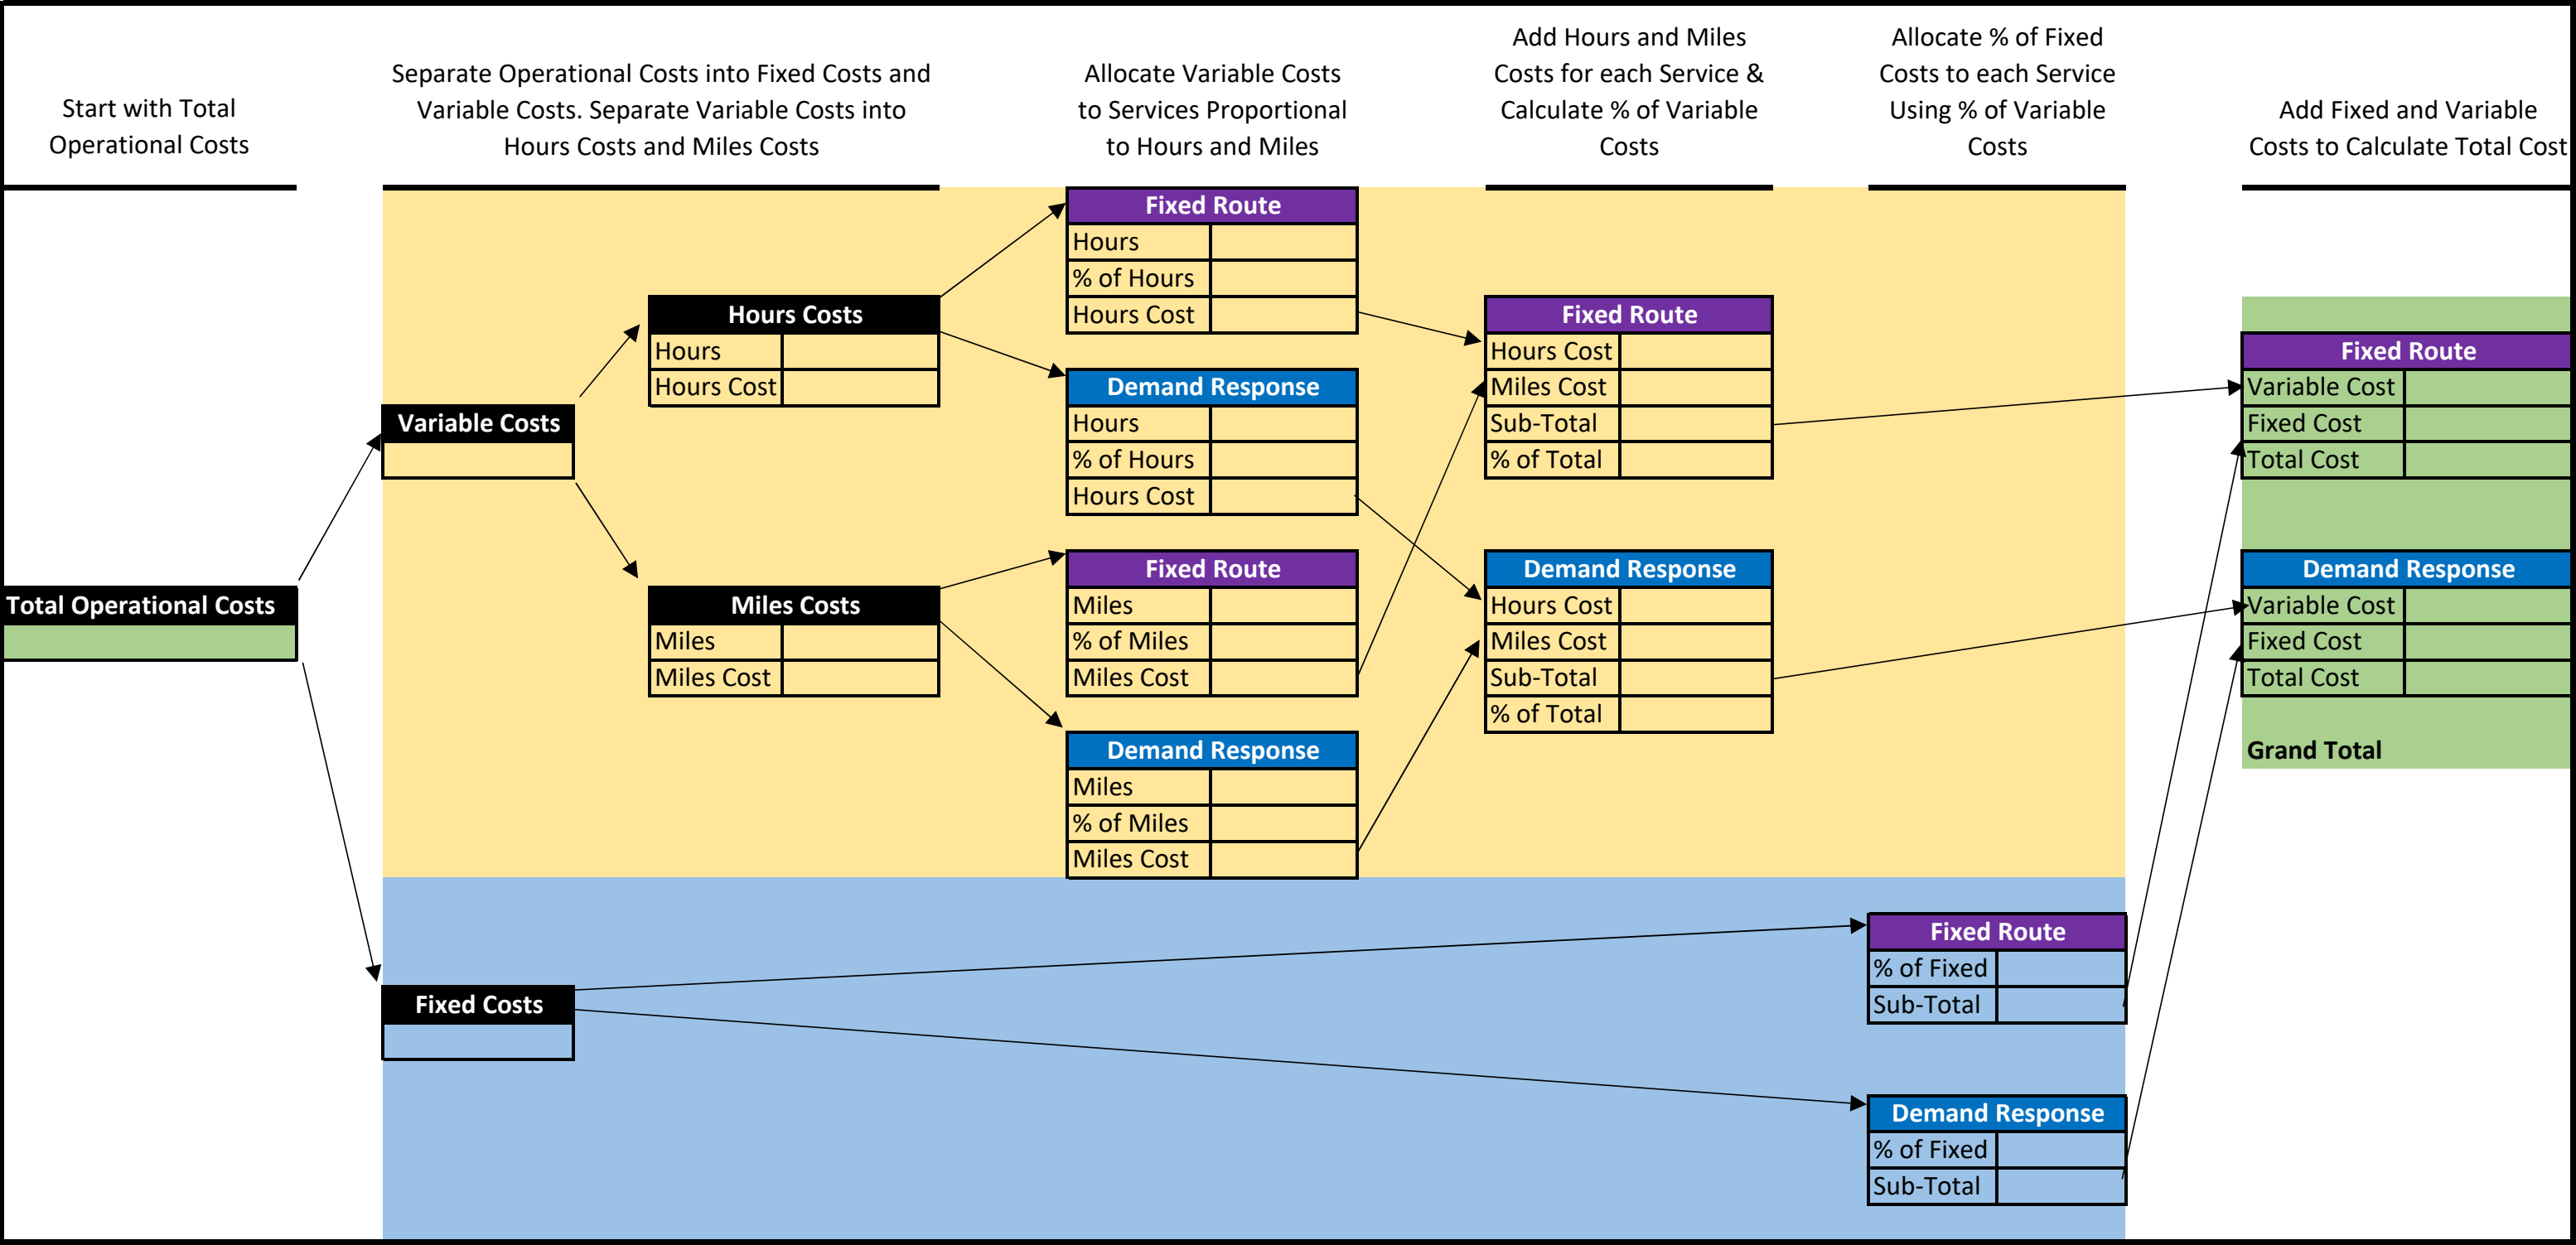 Start with Total
Operational Costs
Separate Operational Costs into Fixed Costs and
Variable Costs. Separate Variable Costs into
Hours Costs and Miles Costs
Allocate Variable Costs
to Services Proportional
to Hours and Miles
Add Hours and Miles
Costs for each Service &
Calculate % of Variable
Costs
Allocate % of Fixed
Costs to each Service
Using % of Variable
Costs
Add Fixed and Variable
Costs to Calculate Total Cost
Total Operational Costs
Variable Costs
Fixed Costs
Hours Costs
Hours
Hours Cost
Miles Costs
Miles
Miles Cost
Fixed Route
Hours
% of Hours
Hours Cost
Demand Response
Hours
% of Hours
Hours Cost
Fixed Route
Miles
% of Miles
Miles Cost
Demand Response
Miles
% of Miles
Miles Cost
Fixed Route
Hours Cost
Miles Cost
Sub-Total
% of Total
Demand Response
Hours Cost
Miles Cost
Sub-Total
% of Total
Fixed Route
% of Fixed
Sub-Total
Demand Response
% of Fixed
Sub-Total
Fixed Route
Variable Cost
Fixed Cost
Total Cost
Demand Response
Variable Cost
Fixed Cost
Total Cost
Grand Total